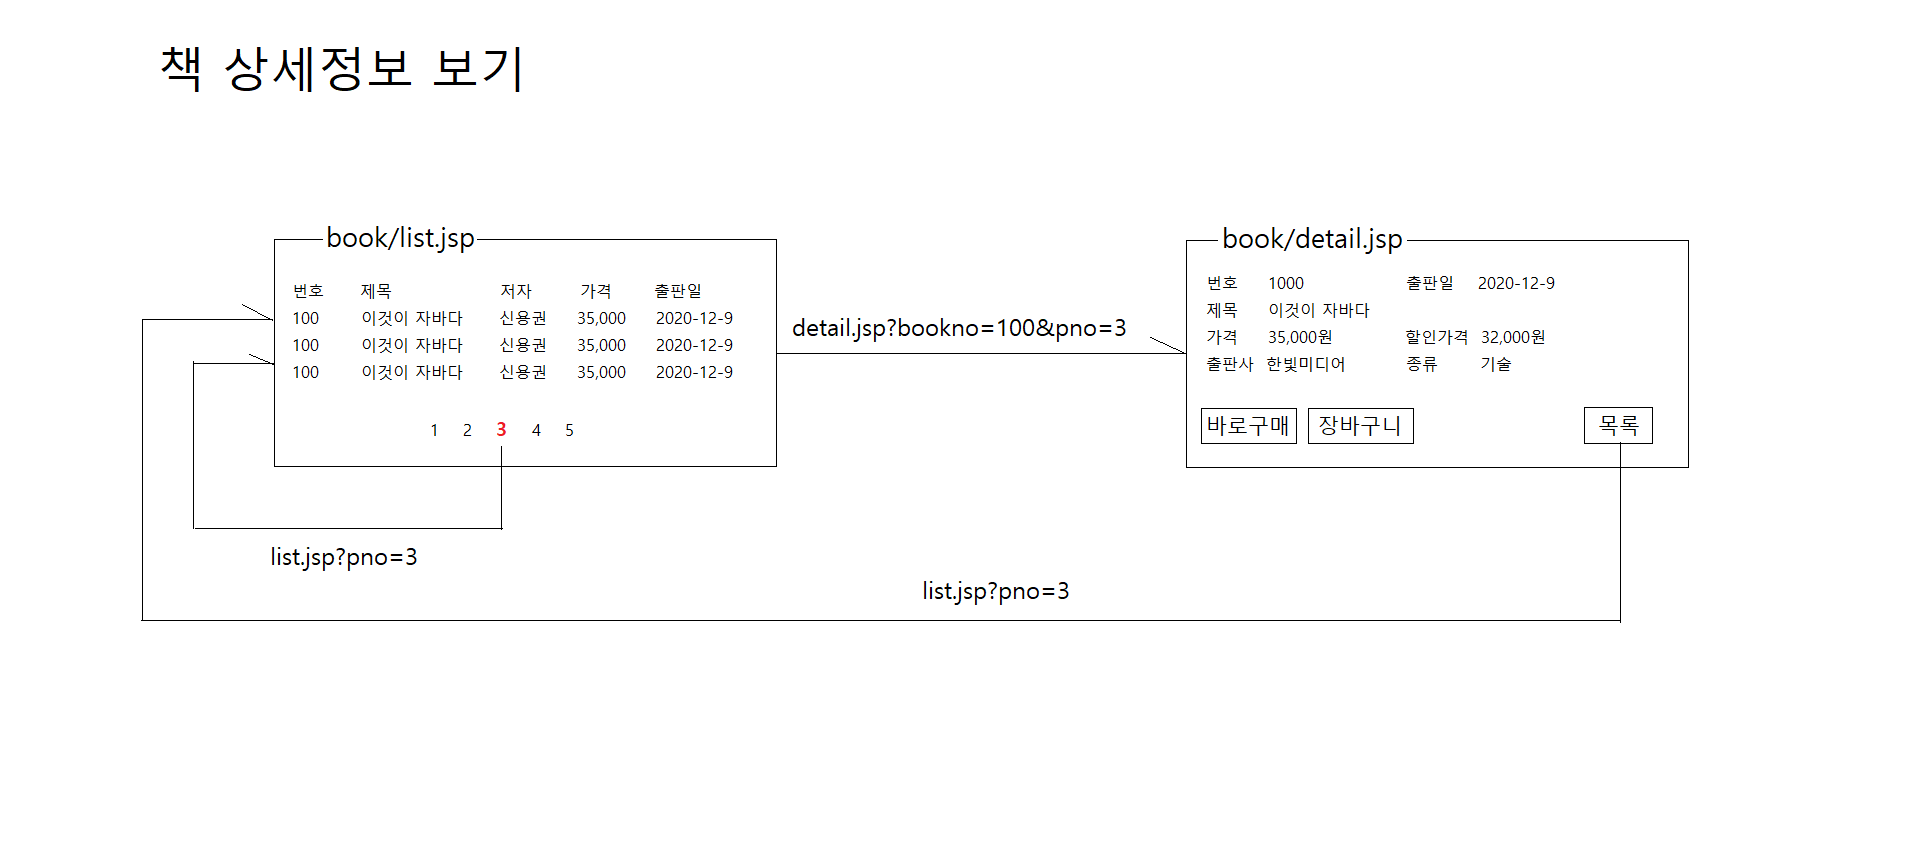 책 상세정보 보기
book/list.jsp
번호 제목 저자 가격 출판일
100 이것이 자바다 신용권 35,000 2020-12-9
100 이것이 자바다 신용권 35,000 2020-12-9
100 이것이 자바다 신용권 35,000 2020-12-9
1 2 3 4 5
list.jsp?pno=3
detail.jsp?bookno=100&pno=3
book/detail.jsp
번호 1000 출판일 2020-12-9
제목 이것이 자바다
가격 35,000원 할인가격 32,000원
출판사 한빛미디어 종류 기술
바로구매 장바구니 목록
list.jsp?pno=3